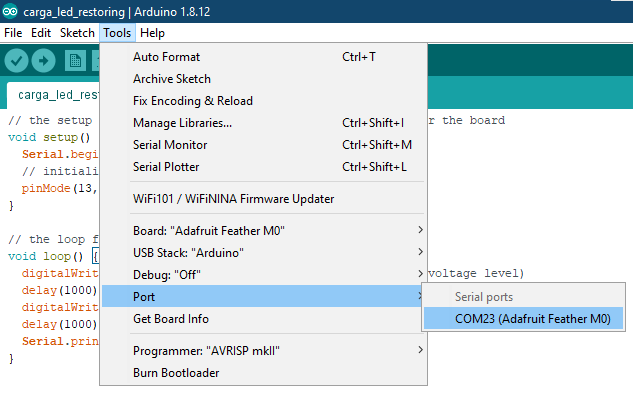 carga_led_restoring | Arduino 1.8.12
File Edit Sketch Tools Help
carga_led_rest
Auto Format Ctrl+T
Archive Sketch
Fix Encoding & Reload
Manage Libraries... Ctrl+Shift+I
Serial Monitor Ctrl+Shift+M
Serial Plotter Ctrl+Shift+L
WiFi101 / WiFiNINA Firmware Updater
Board: "Adafruit Feather M0"
USB Stack: "Arduino"
Debug: "Off"
Port
Get Board Info
Programmer: "AVRISP mkII"
Burn Bootloader
Serial ports
COM23 (Adafruit Feather M0)
// the setup r the board
void setup()
Serial.beg
// initiali
pinMode(13,
}
// the loop f
void loop() {
digitalWrit voltage level)
delay(1000)
digitalWrit
delay(1000)
Serial.prin
}